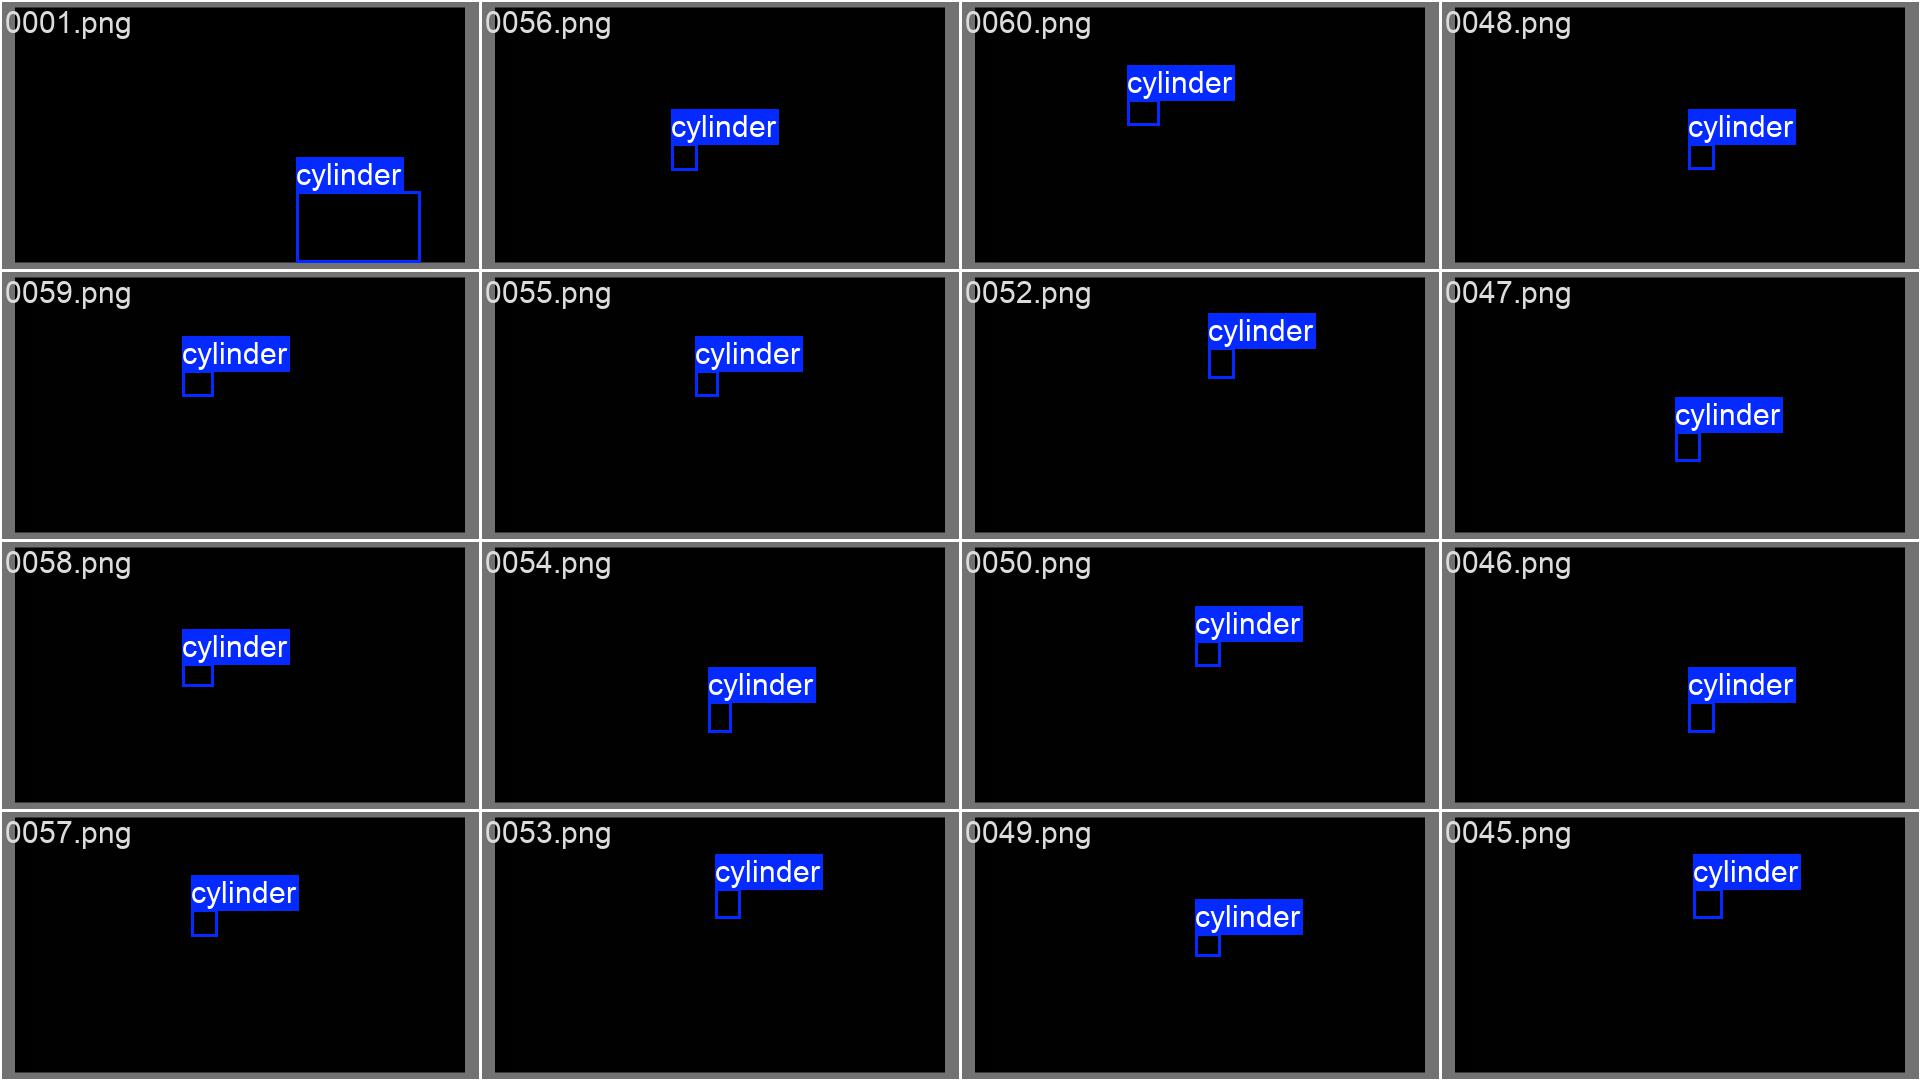 0001.png
cylinder
0056.png
cylinder
0060.png
cylinder
0048.png
cylinder
0059.png
cylinder
0055.png
cylinder
0052.png
cylinder
0047.png
cylinder
0058.png
cylinder
0054.png
cylinder
0050.png
cylinder
0046.png
cylinder
0057.png
cylinder
0053.png
cylinder
0049.png
cylinder
0045.png
cylinder